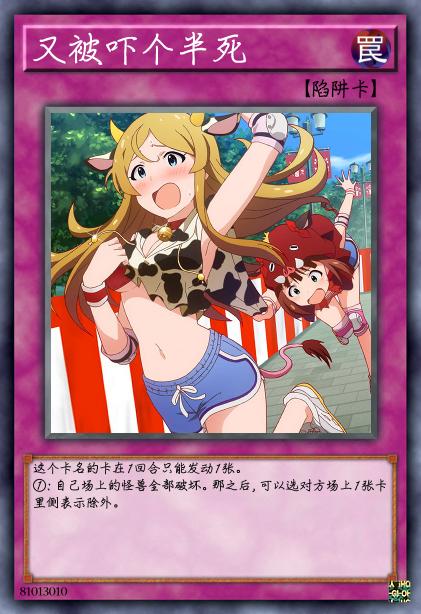 又被吓个半死
罠
【陷阱卡】
这个卡名的卡在1回合只能发动1张。
①：自己场上的怪兽全部破坏。那之后，可以选对方场上1张卡
里侧表示除外。
81013010